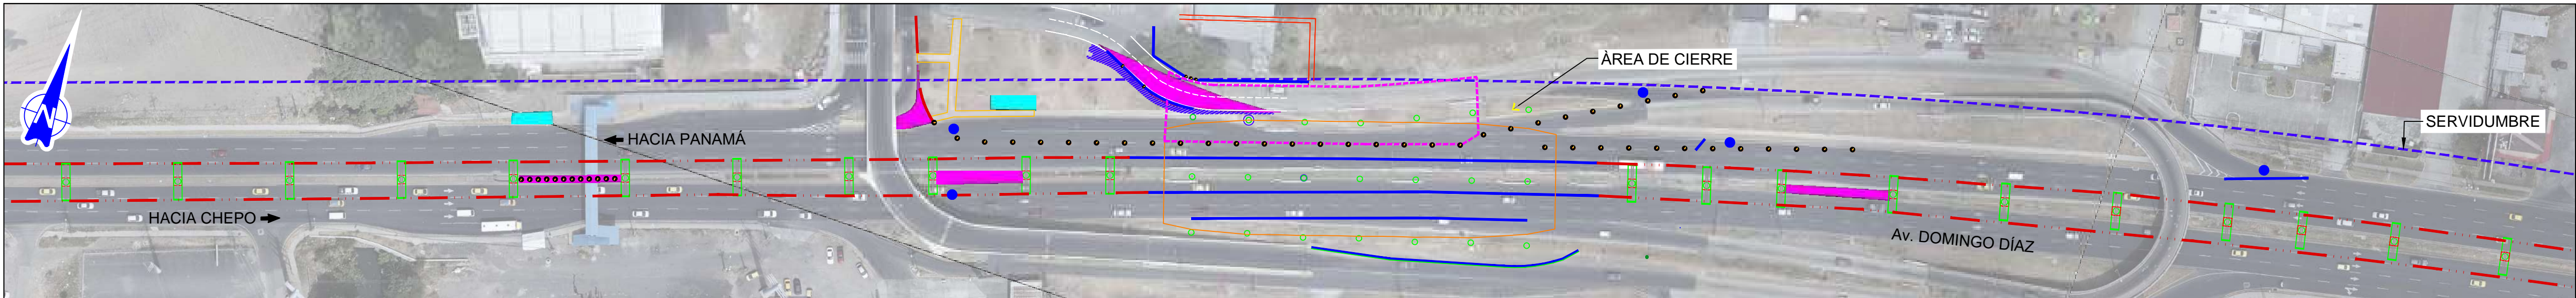 N
HACIA PANAMÁ
HACIA CHEPO
ÀREA DE CIERRE
SERVIDUMBRE
Av. DOMINGO DÍAZ